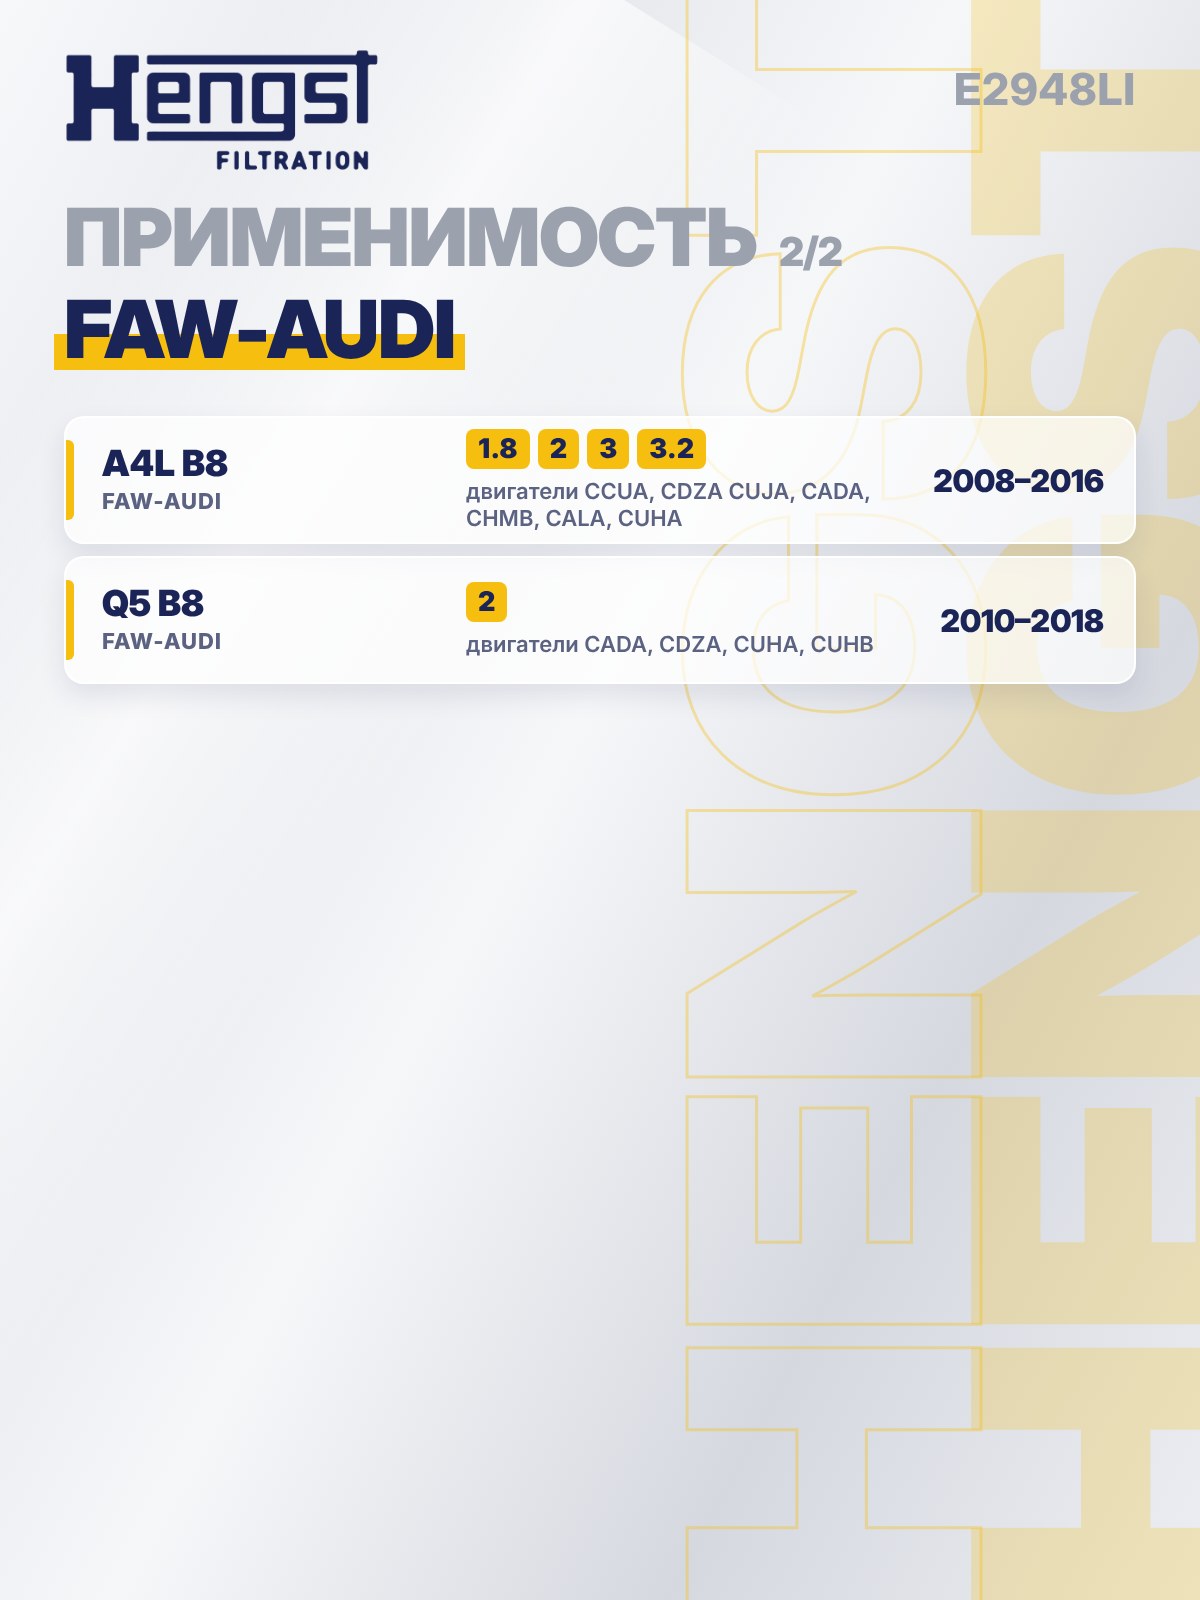 Hengst
FILTRATION
E2948LI
ПРИМЕНИМОСТЬ 2/2
FAW-AUDI
A4L B8
FAW-AUDI
1.8 2 3 3.2
двигатели CCUA, CDZA CUJA, CADA,
CHMB, CALA, CUHA
2008–2016
Q5 B8
FAW-AUDI
2
двигатели CADA, CDZA, CUHA, CUHB
2010–2018
HENGST
HENGST